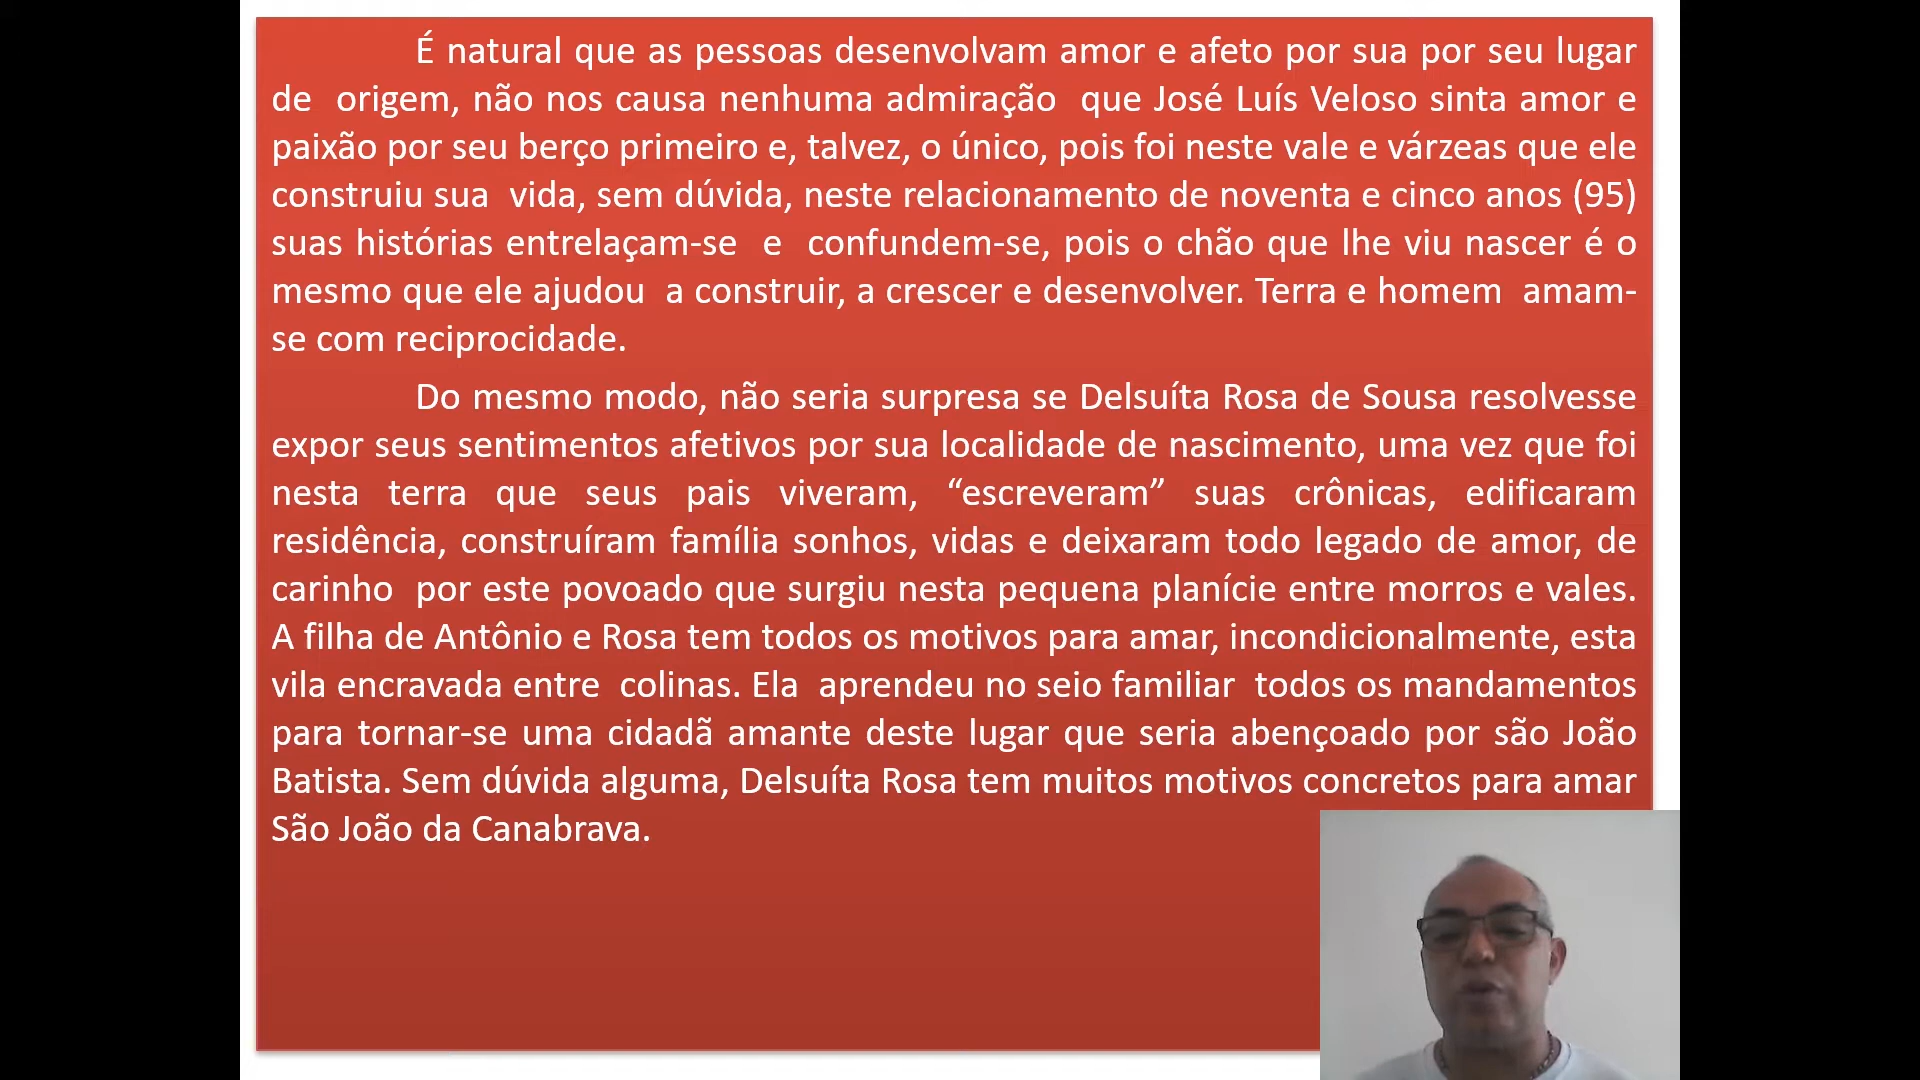 É natural que as pessoas desenvolvam amor e afeto por sua por seu lugar
de origem, não nos causa nenhuma admiração que José Luís Veloso sinta amor e
paixão por seu berço primeiro e, talvez, o único, pois foi neste vale e várzeas que ele
construiu sua vida, sem dúvida, neste relacionamento de noventa e cinco anos (95)
suas histórias entrelaçam-se e confundem-se, pois o chão que lhe viu nascer é o
mesmo que ele ajudou a construir, a crescer e desenvolver. Terra e homem amam-
se com reciprocidade.
Do mesmo modo, não seria surpresa se Delsuíta Rosa de Sousa resolvesse
expor seus sentimentos afetivos por sua localidade de nascimento, uma vez que foi
nesta terra que seus pais viveram, “escreveram” suas crônicas, edificaram
residência, construíram família sonhos, vidas e deixaram todo legado de amor, de
carinho por este povoado que surgiu nesta pequena planície entre morros e vales.
A filha de Antônio e Rosa tem todos os motivos para amar, incondicionalmente, esta
vila encravada entre colinas. Ela aprendeu no seio familiar todos os mandamentos
para tornar-se uma cidadã amante deste lugar que seria abençoado por são João
Batista. Sem dúvida alguma, Delsuíta Rosa tem muitos motivos concretos para amar
São João da Canabrava.